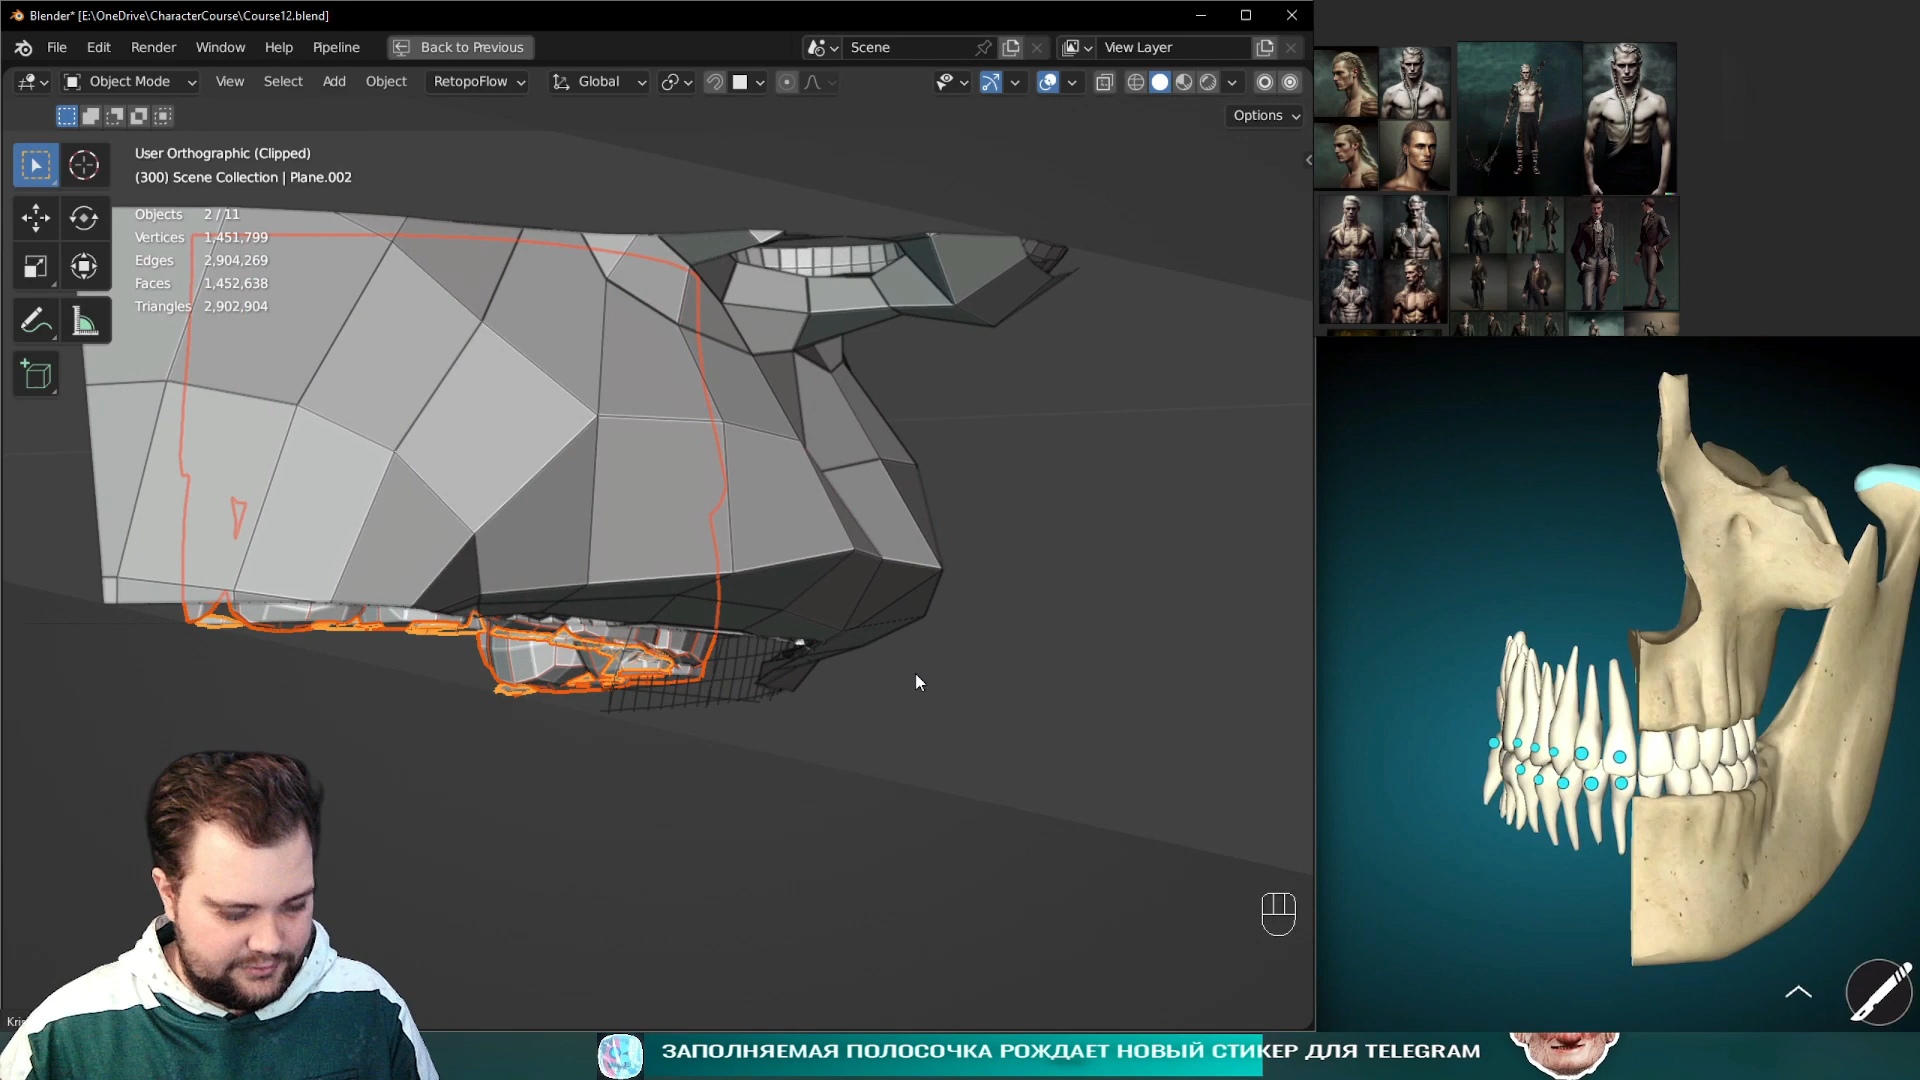 Blender* [E:\OneDrive\CharacterCourse\Course12.blend]
File Edit Render Window Help Pipeline Back to Previous Scene View Layer
Object Mode View Select Add Object RetopoFlow Global
Options
User Orthographic (Clipped)
(300) Scene Collection | Plane.002
Objects 2 / 11
Vertices 1,451,799
Edges 2,904,269
Faces 1,452,638
Triangles 2,902,904
ЗАПОЛНЯЕМАЯ ПОЛОСОЧКА РОЖДАЕТ НОВЫЙ СТИКЕР ДЛЯ TELEGRAM